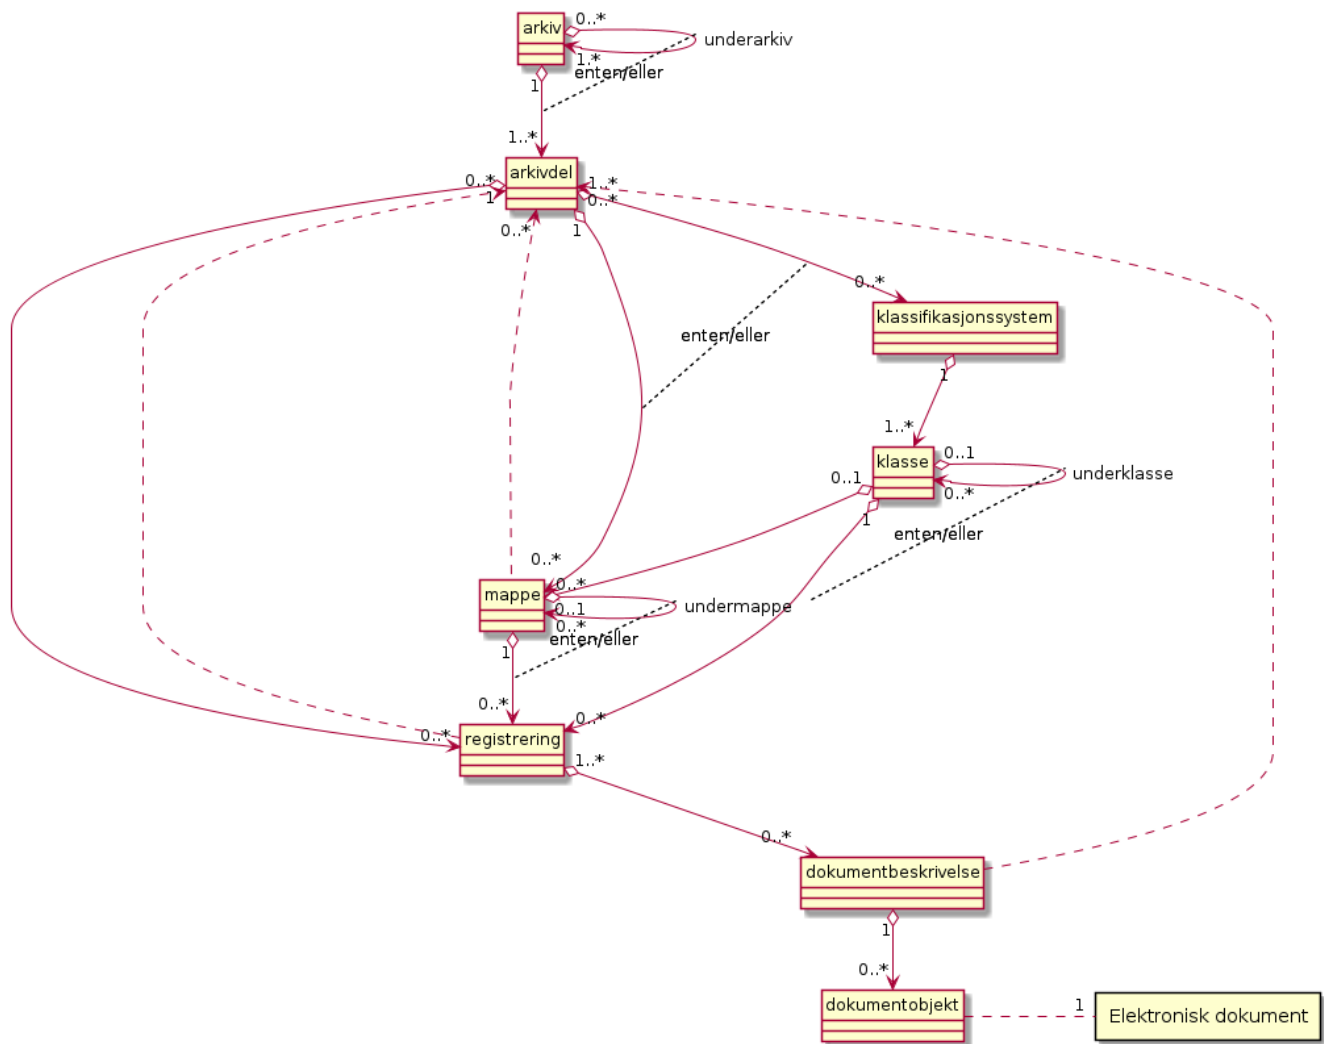 0..*
arkiv
underarkiv
1..*
enten/eller
1
1..*
arkivdel
0..*
1
1..*
0..*
0..*
1
0..*
klassifikasjonssystem
enten/eller
1
1..*
klasse
0..1
underklasse
0..1
0..*
1
enten/eller
0..*
0..*
mappe
0..1
undermappe
0..*
enten/eller
1
0..*
0..*
0..*
registrering
1..*
0..*
dokumentbeskrivelse
1
0..*
dokumentobjekt
1
Elektronisk dokument